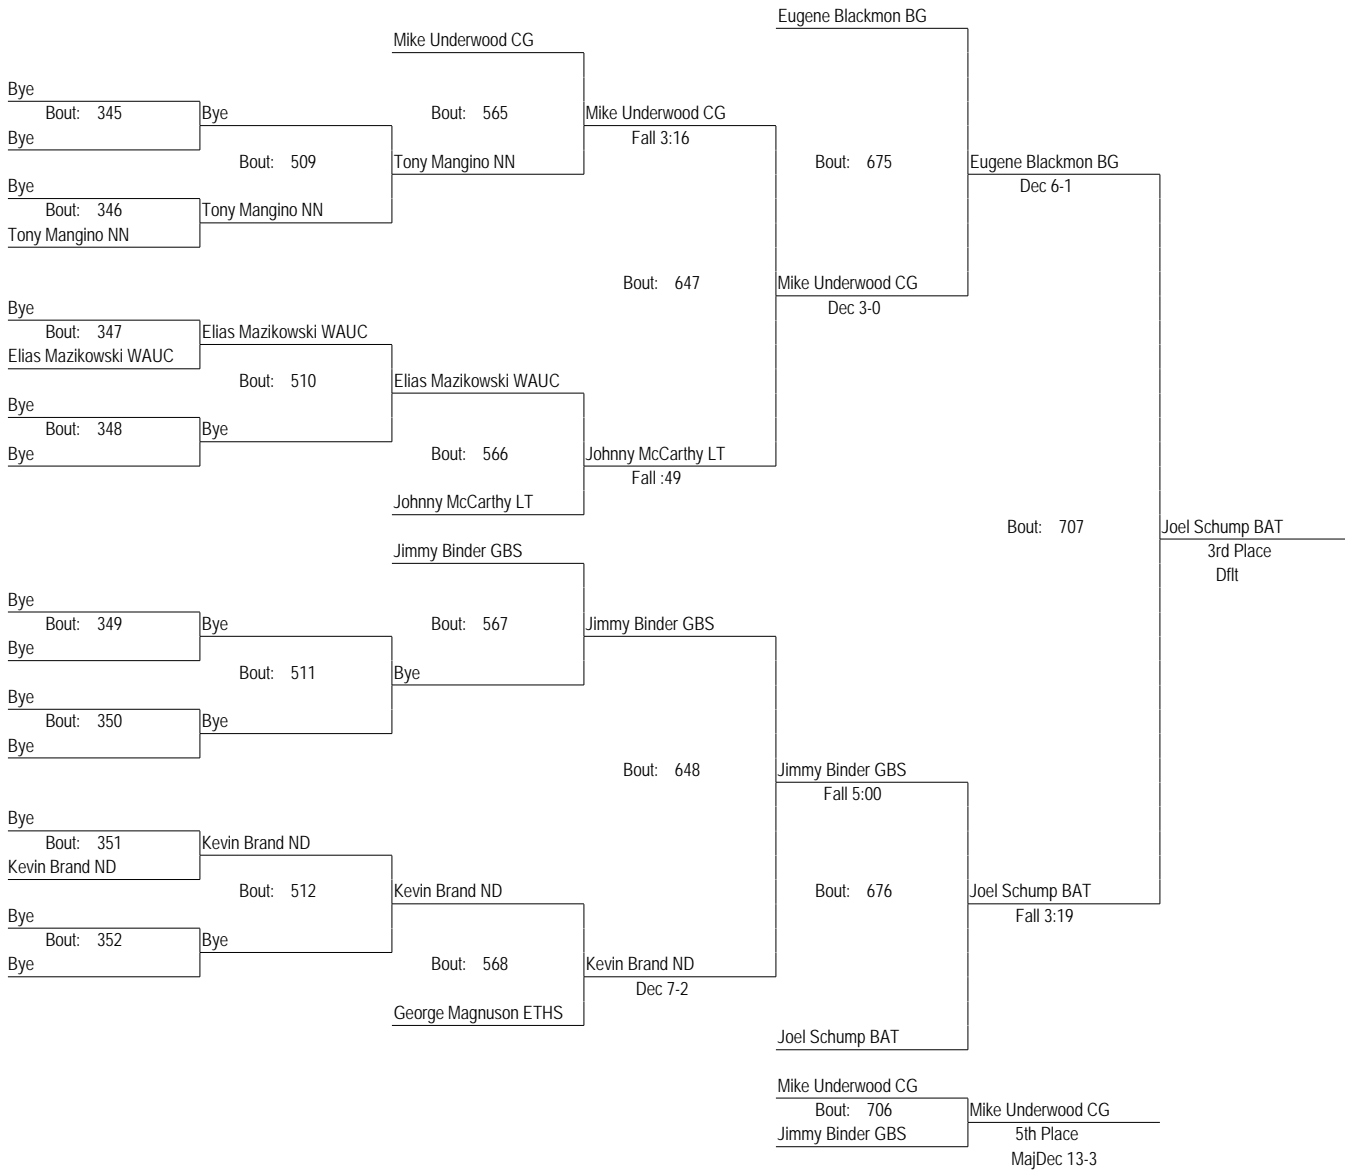 Eugene Blackmon BG
Mike Underwood CG
Bye
Bout: 345
Bye
Bout: 565
Mike Underwood CG
Bye
Fall 3:16
Bout: 509
Tony Mangino NN
Bout: 675
Eugene Blackmon BG
Bye
Dec 6-1
Bout: 346
Tony Mangino NN
Tony Mangino NN
Bout: 647
Mike Underwood CG
Bye
Dec 3-0
Bout: 347
Elias Mazikowski WAUC
Elias Mazikowski WAUC
Bout: 510
Elias Mazikowski WAUC
Bye
Bout: 348
Bye
Bye
Bout: 566
Johnny McCarthy LT
Fall :49
Johnny McCarthy LT
Bout: 707
Joel Schump BAT
Jimmy Binder GBS
3rd Place
Dflt
Bye
Bout: 349
Bye
Bout: 567
Jimmy Binder GBS
Bye
Bout: 511
Bye
Bye
Bout: 350
Bye
Bye
Bout: 648
Jimmy Binder GBS
Fall 5:00
Bye
Bout: 351
Kevin Brand ND
Kevin Brand ND
Bout: 512
Kevin Brand ND
Bout: 676
Joel Schump BAT
Bye
Fall 3:19
Bout: 352
Bye
Bye
Bout: 568
Kevin Brand ND
Dec 7-2
George Magnuson ETHS
Joel Schump BAT
Mike Underwood CG
Bout: 706
Mike Underwood CG
Jimmy Binder GBS
5th Place
MajDec 13-3